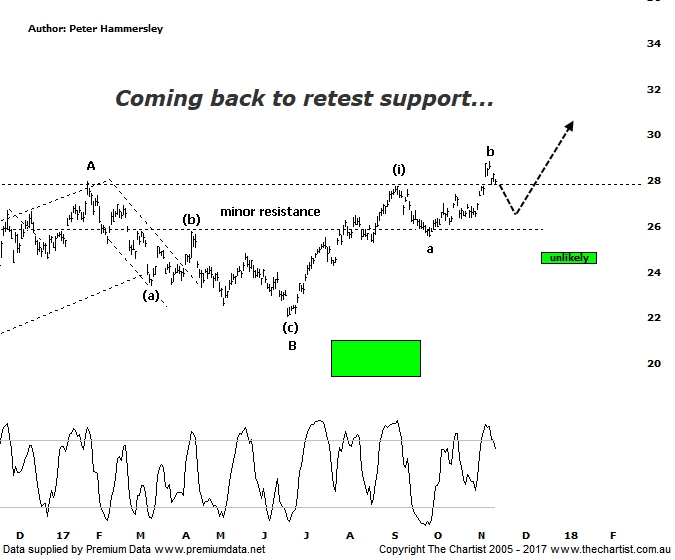 36
Author: Peter Hammersley
34
32
Coming back to retest support...
30
A
(i)
b
28
minor resistance
(b)
26
a
unlikely
24
(a)
22
(c)
B
20
D 17 F M A M J J A S O N D 18 F
Data supplied by Premium Data www.premiumdata.net
Copyright The Chartist 2005 - 2017 www.thechartist.com.au